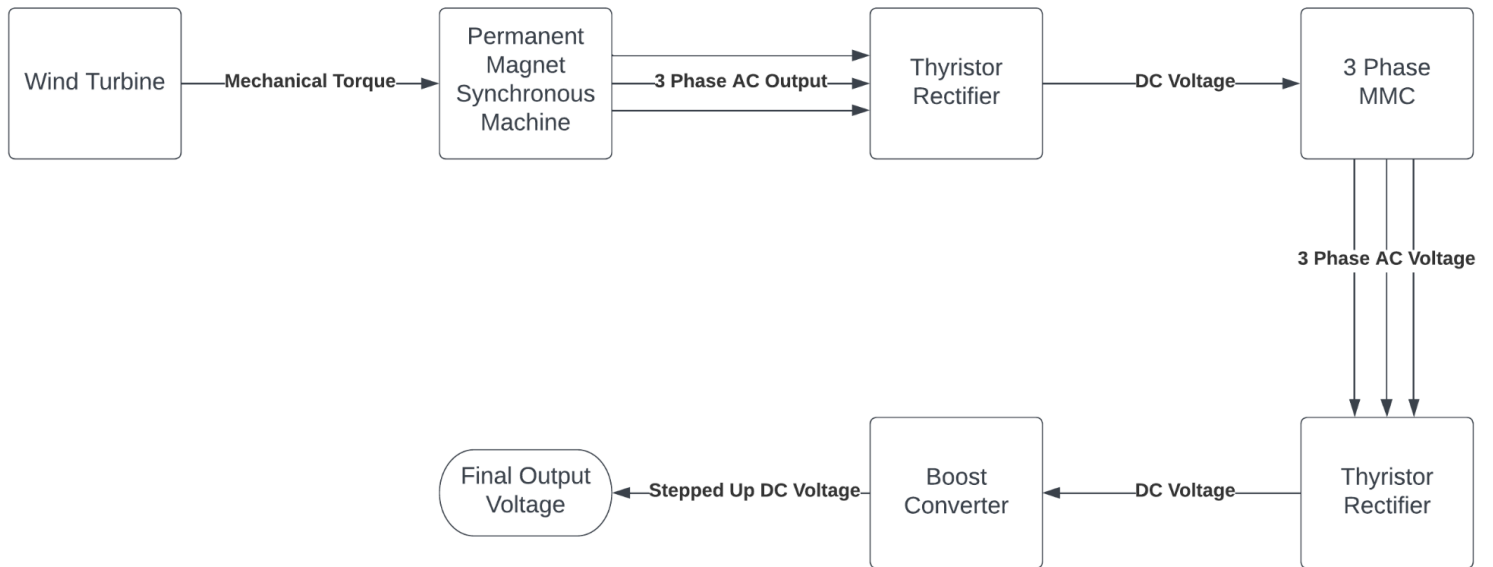 Wind Turbine
Mechanical Torque
Permanent
Magnet
Synchronous
Machine
3 Phase AC Output
Thyristor
Rectifier
DC Voltage
3 Phase
MMC
3 Phase AC Voltage
Thyristor
Rectifier
DC Voltage
Boost
Converter
Stepped Up DC Voltage
Final Output
Voltage